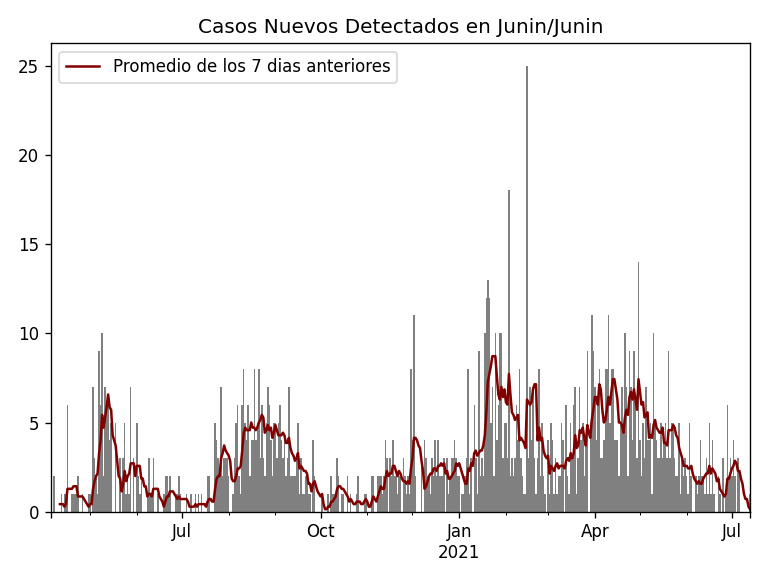 Casos Nuevos Detectados en Junin/Junin
Promedio de los 7 dias anteriores
25
20
15
10
5
0
Jul
Oct
Jan
2021
Apr
Jul